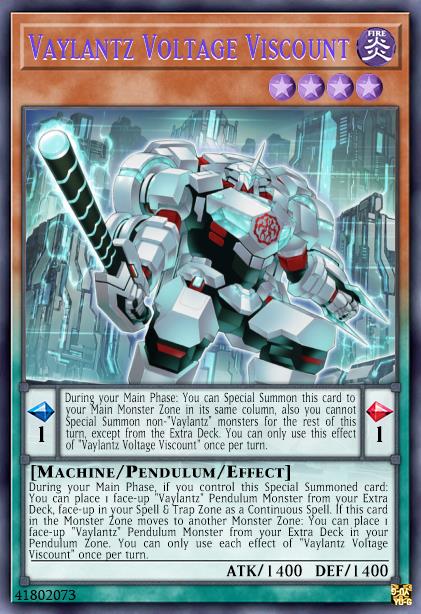 Vaylantz Voltage Viscount
FIRE
炎
During your Main Phase: You can Special Summon this card to
your Main Monster Zone in its same column, also you cannot
Special Summon non-"Vaylantz" monsters for the rest of this
turn, except from the Extra Deck. You can only use this effect
of "Vaylantz Voltage Viscount" once per turn.
1
1
[Machine/Pendulum/Effect]
During your Main Phase, if you control this Special Summoned card:
You can place 1 face-up "Vaylantz" Pendulum Monster from your Extra
Deck, face-up in your Spell & Trap Zone as a Continuous Spell. If this card
in the Monster Zone moves to another Monster Zone: You can place 1
face-up "Vaylantz" Pendulum Monster from your Extra Deck in your
Pendulum Zone. You can only use each effect of "Vaylantz Voltage
Viscount" once per turn.
ATK/1400 DEF/1400
41802073